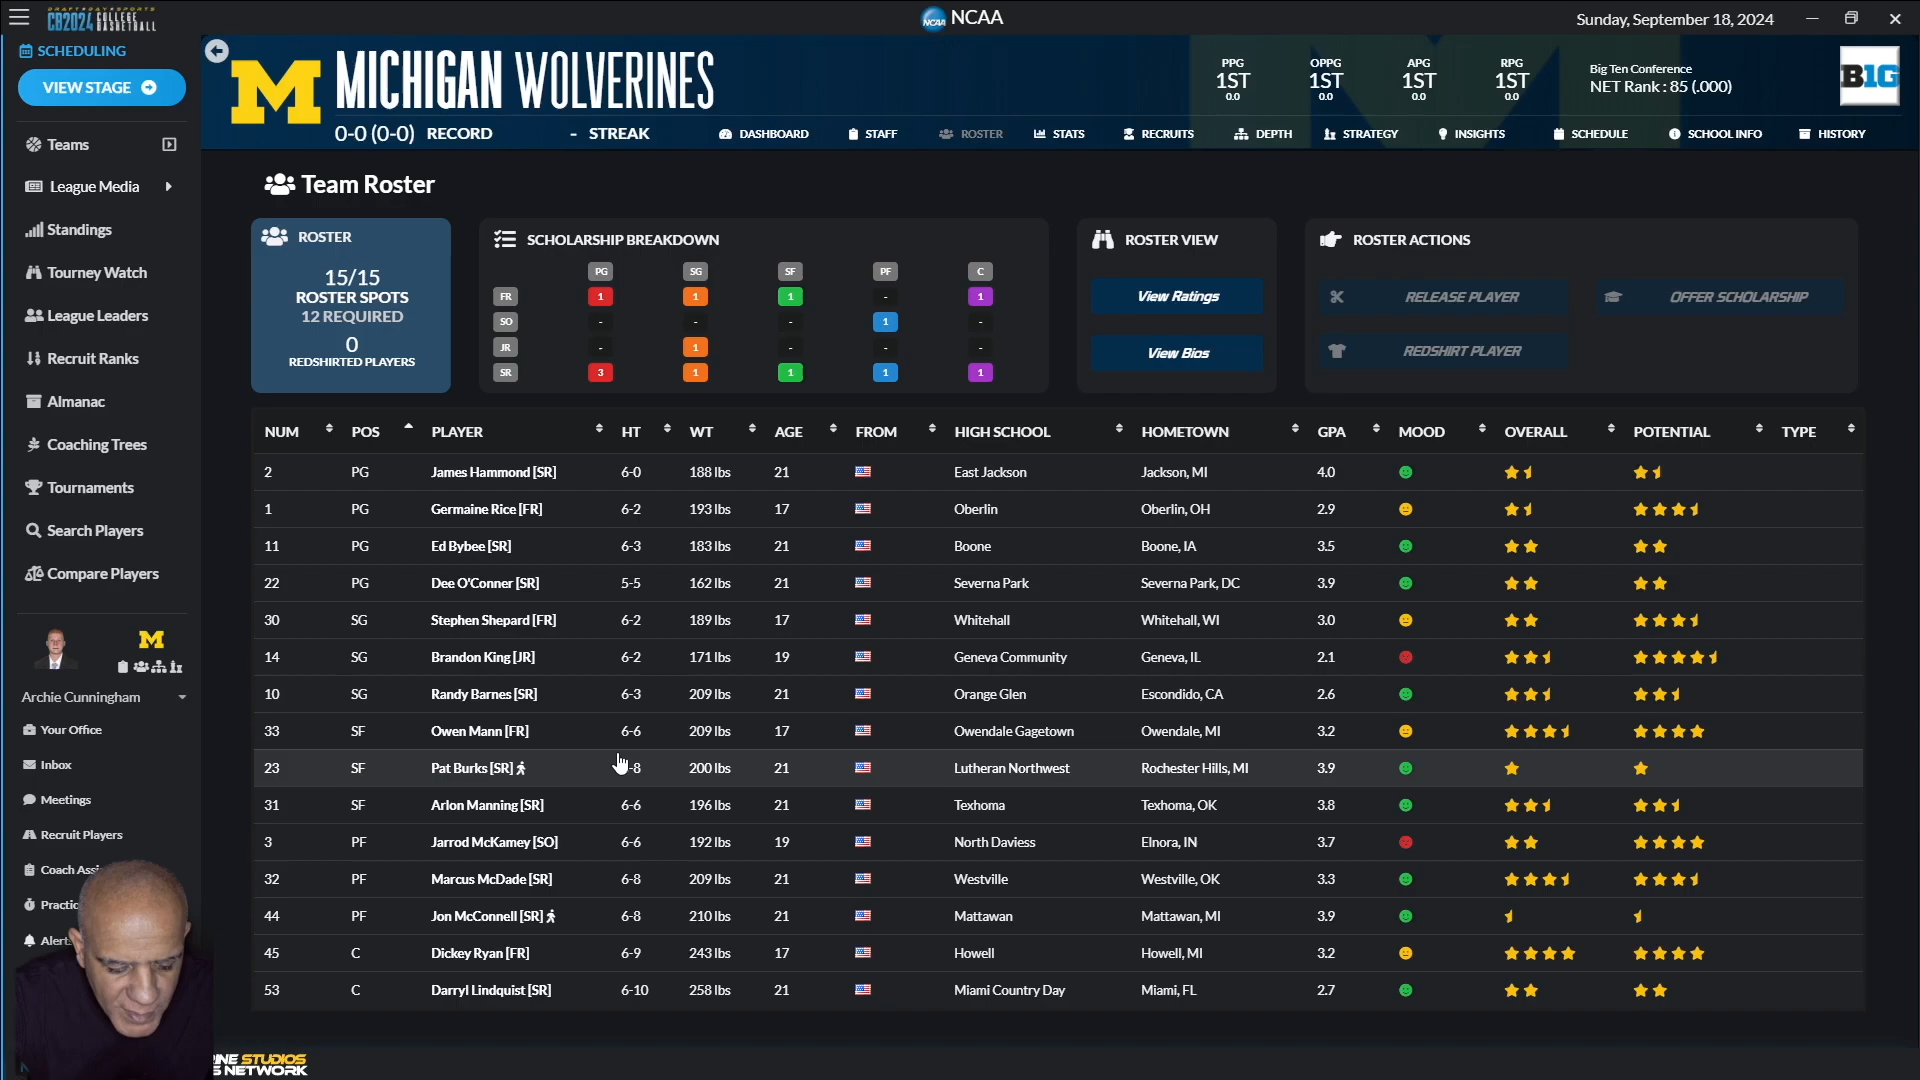 DRAFT DAY SPORTS
CB2024 COLLEGE BASKETBALL
NCAA NCAA
Sunday, September 18, 2024
SCHEDULING
VIEW STAGE
Teams
League Media
Standings
Tourney Watch
League Leaders
Recruit Ranks
Almanac
Coaching Trees
Tournaments
Search Players
Compare Players
M
Archie Cunningham
Your Office
Inbox
Meetings
Recruit Players
Coach Assi
Practic
Alert
M MICHIGAN WOLVERINES
0-0 (0-0) RECORD - STREAK
PPG OPPG APG RPG
1ST 1ST 1ST 1ST
0.0 0.0 0.0 0.0
Big Ten Conference
NET Rank : 85 (.000)
B1G
DASHBOARD STAFF ROSTER STATS RECRUITS DEPTH STRATEGY INSIGHTS SCHEDULE SCHOOL INFO HISTORY
Team Roster
ROSTER
15/15
ROSTER SPOTS
12 REQUIRED
0
REDSHIRTED PLAYERS
SCHOLARSHIP BREAKDOWN
PG SG SF PF C
FR 1 1 1 - 1
SO - - - 1 -
JR - 1 - - -
SR 3 1 1 1 1
ROSTER VIEW
View Ratings
View Bios
ROSTER ACTIONS
RELEASE PLAYER OFFER SCHOLARSHIP
REDSHIRT PLAYER
NUM POS PLAYER HT WT AGE FROM HIGH SCHOOL HOMETOWN GPA MOOD OVERALL POTENTIAL TYPE
2 PG James Hammond [SR] 6-0 188 lbs 21 East Jackson Jackson, MI 4.0
1 PG Germaine Rice [FR] 6-2 193 lbs 17 Oberlin Oberlin, OH 2.9
11 PG Ed Bybee [SR] 6-3 183 lbs 21 Boone Boone, IA 3.5
22 PG Dee O'Conner [SR] 5-5 162 lbs 21 Severna Park Severna Park, DC 3.9
30 SG Stephen Shepard [FR] 6-2 189 lbs 17 Whitehall Whitehall, WI 3.0
14 SG Brandon King [JR] 6-2 171 lbs 19 Geneva Community Geneva, IL 2.1
10 SG Randy Barnes [SR] 6-3 209 lbs 21 Orange Glen Escondido, CA 2.6
33 SF Owen Mann [FR] 6-6 209 lbs 17 Owendale Gagetown Owendale, MI 3.2
23 SF Pat Burks [SR] -8 200 lbs 21 Lutheran Northwest Rochester Hills, MI 3.9
31 SF Arlon Manning [SR] 6-6 196 lbs 21 Texhoma Texhoma, OK 3.8
3 PF Jarrod McKamey [SO] 6-6 192 lbs 19 North Daviess Elnora, IN 3.7
32 PF Marcus McDade [SR] 6-8 209 lbs 21 Westville Westville, OK 3.3
44 PF Jon McConnell [SR] 6-8 210 lbs 21 Mattawan Mattawan, MI 3.9
45 C Dickey Ryan [FR] 6-9 243 lbs 17 Howell Howell, MI 3.2
53 C Darryl Lindquist [SR] 6-10 258 lbs 21 Miami Country Day Miami, FL 2.7
INE STUDIOS
S NETWORK